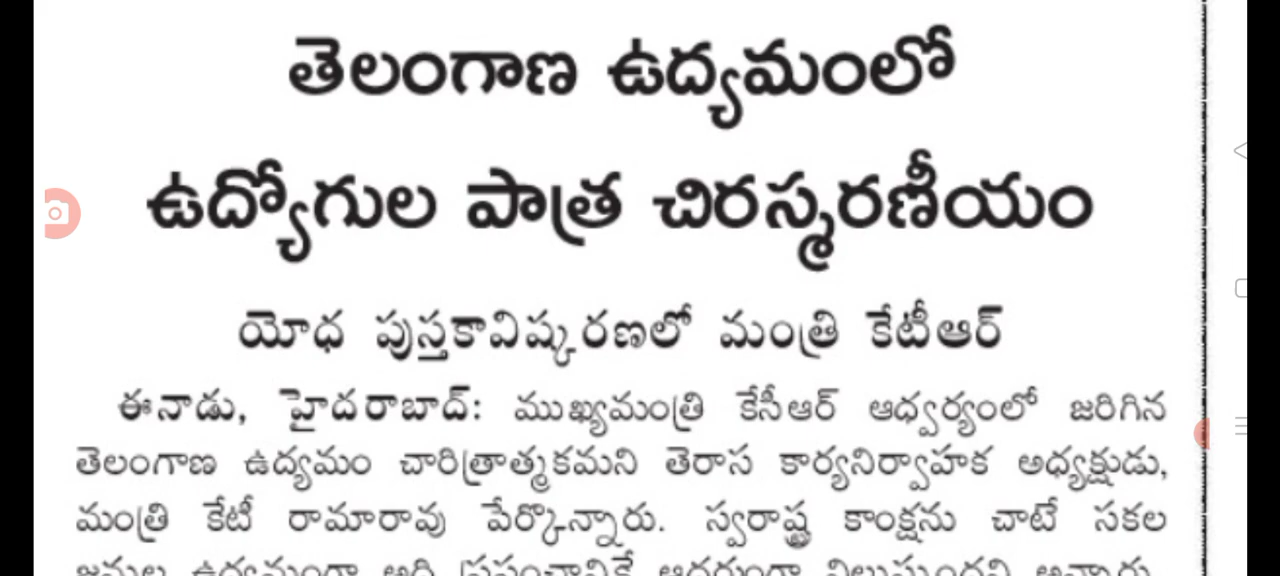 తెలంగాణ ఉద్యమంలో
ఉద్యోగుల పాత్ర చిరస్మరణీయం
యోధ పుస్తకావిష్కరణలో మంత్రి కేటీఆర్
ఈనాడు, హైదరాబాద్: ముఖ్యమంత్రి కేసీఆర్ ఆధ్వర్యంలో జరిగిన
తెలంగాణ ఉద్యమం చారిత్రాత్మకమని తెరాస కార్యనిర్వాహక అధ్యక్షుడు,
మంత్రి కేటీ రామారావు పేర్కొన్నారు. స్వరాష్ట్ర కాంక్షను చాటే సకల